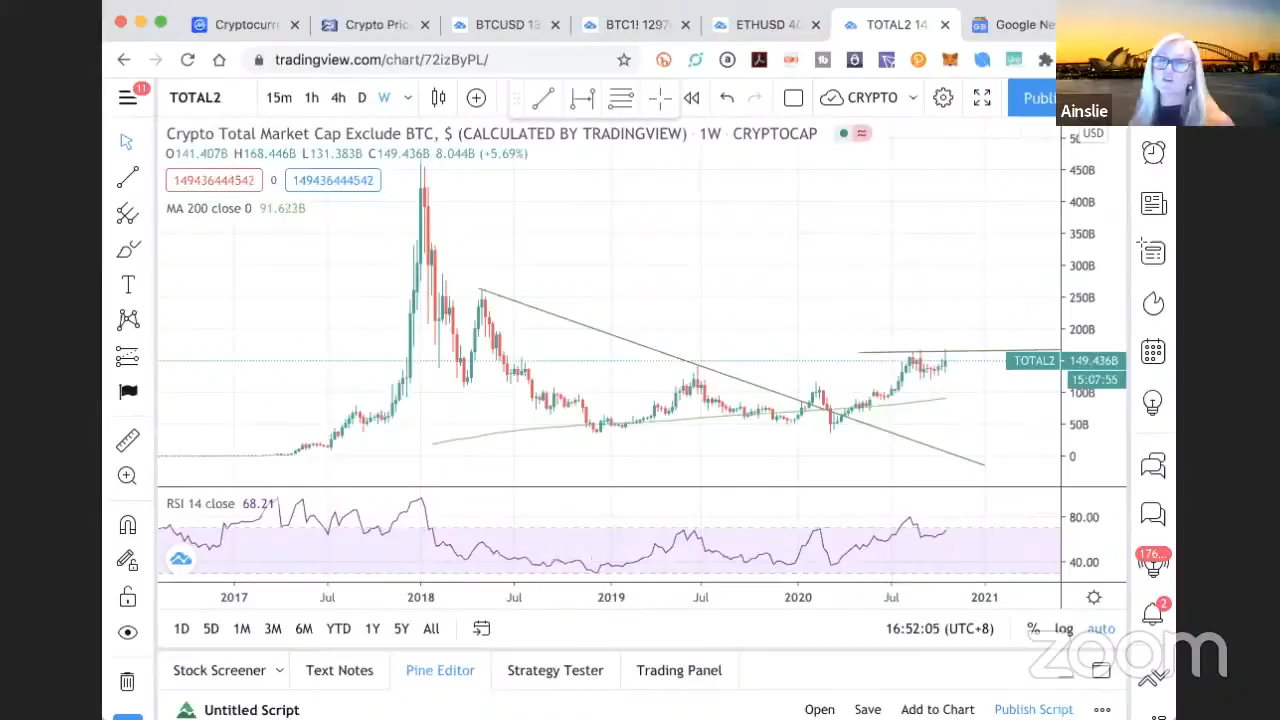 Cryptocurr
Crypto Pric
BTCUSD 13
BTC1! 1297
ETHUSD 40
TOTAL2 14
Google Ne
tradingview.com/chart/72izByPL/
11
TOTAL2
15m 1h 4h D W
CRYPTO
Publi
Ainslie
Crypto Total Market Cap Exclude BTC, $ (CALCULATED BY TRADINGVIEW) · 1W · CRYPTOCAP
USD
O141.407B H168.446B L131.383B C149.436B 8.044B (+5.69%)
149436444542 0 149436444542
MA 200 close 0 91.623B
450B
400B
350B
300B
250B
200B
TOTAL2 149.436B
15:07:55
100B
50B
0
RSI 14 close 68.21
80.00
40.00
176...
2017 Jul 2018 Jul 2019 Jul 2020 Jul 2021
2
1D 5D 1M 3M 6M YTD 1Y 5Y All
16:52:05 (UTC+8) % log auto
zoom
Stock Screener Text Notes Pine Editor Strategy Tester Trading Panel
Untitled Script
Open Save Add to Chart Publish Script